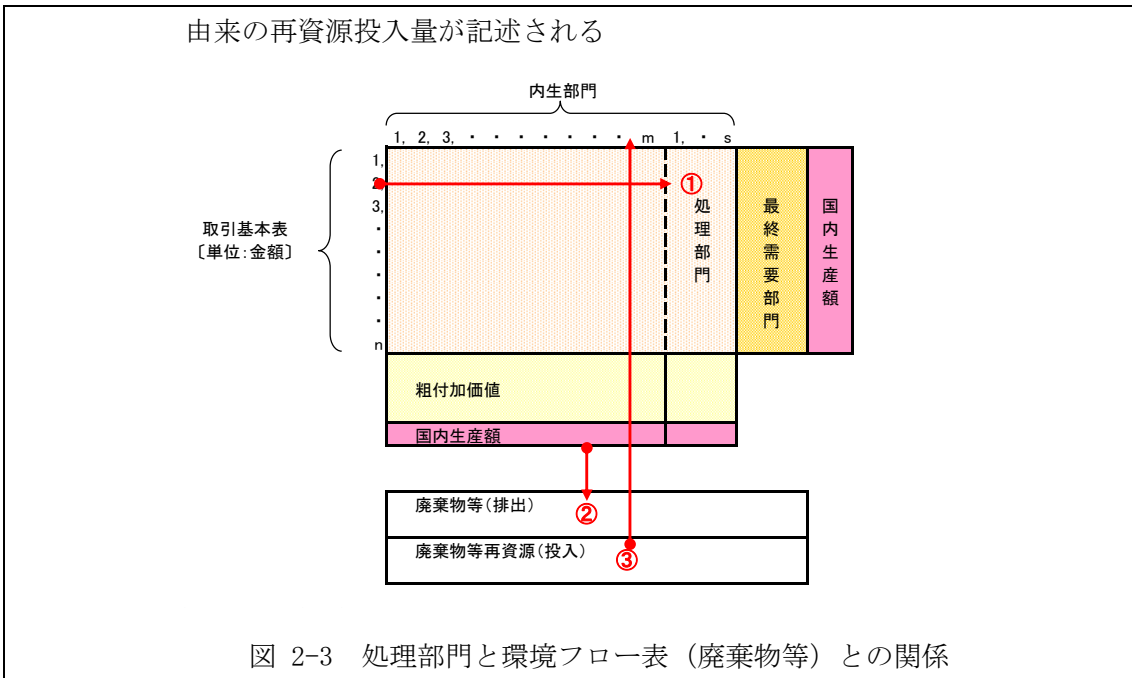 由来の再資源投入量が記述される
内生部門
1, 2, 3, ・ ・ ・ ・ ・ ・ ・ m 1, ・ s
1,
2,
3,
・
・
・
・
・
n
取引基本表
〔単位:金額〕
①
処理部門
最終需要部門
国内生産額
粗付加価値
国内生産額
廃棄物等(排出)
②
廃棄物等再資源(投入)
③
図 2-3 処理部門と環境フロー表(廃棄物等)との関係